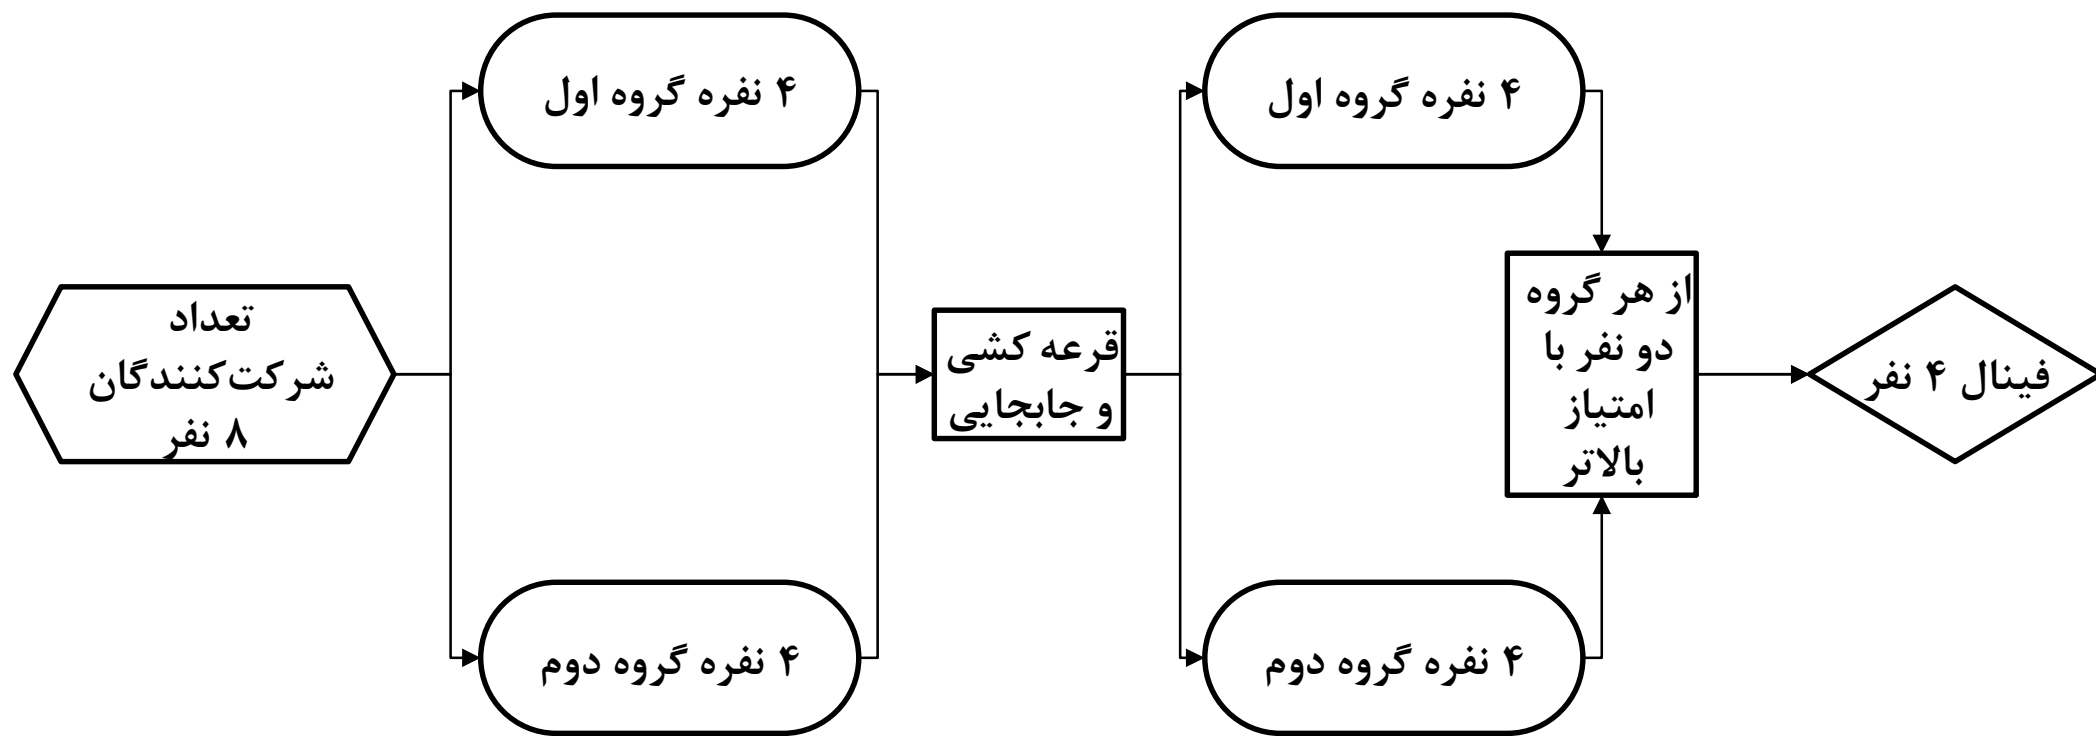 تعداد
شرکت‌کنندگان
۸ نفر
۴ نفره گروه اول
۴ نفره گروه دوم
قرعه کشی
و جابجایی
۴ نفره گروه اول
۴ نفره گروه دوم
از هر گروه
دو نفر با
امتیاز
بالاتر
فینال ۴ نفر